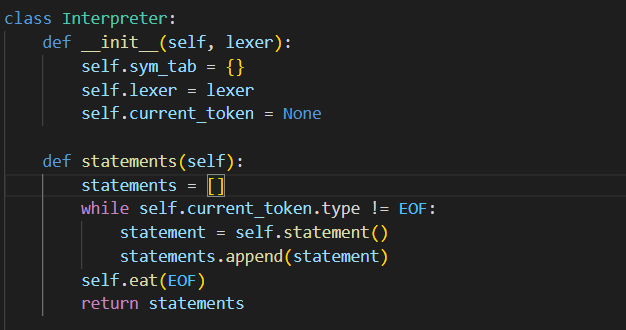 class Interpreter:
    def __init__(self, lexer):
        self.sym_tab = {}
        self.lexer = lexer
        self.current_token = None
    def statements(self):
        statements = []
        while self.current_token.type != EOF:
            statement = self.statement()
            statements.append(statement)
        self.eat(EOF)
        return statements